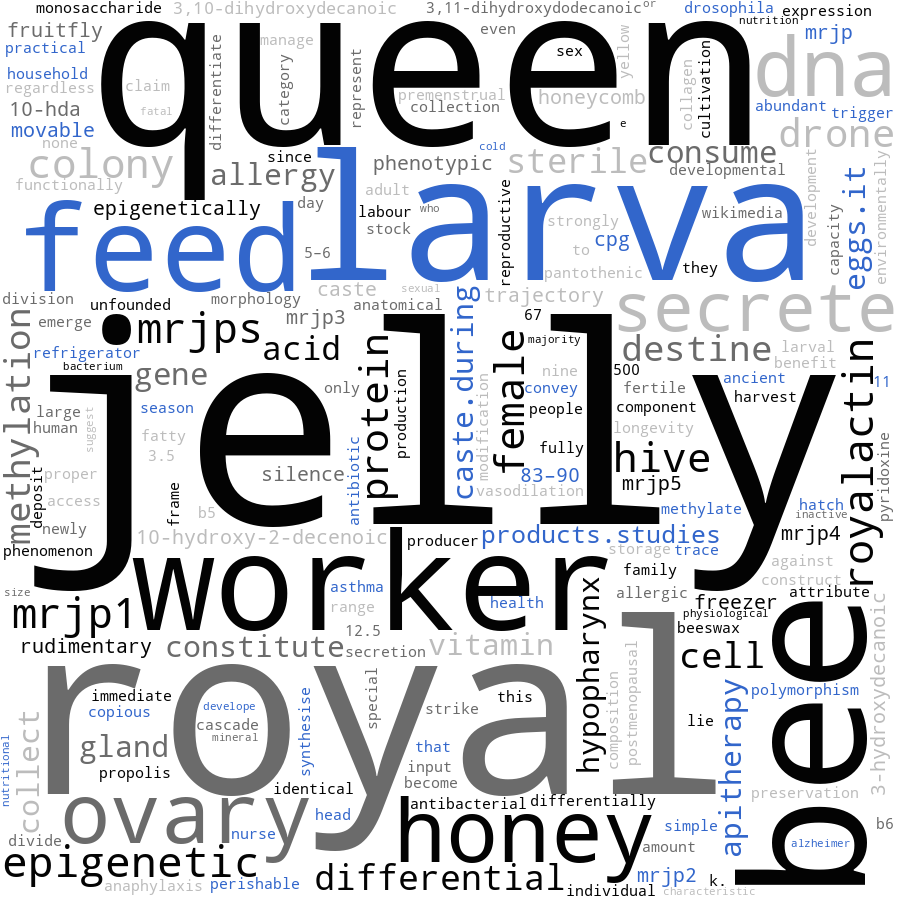 monosaccharide
3,10-dihydroxydecanoic
3,11-dihydroxydodecanoic
or
drosophila
expression
nutrition
fruitfly
queen
even
mrjp
manage
sex
yellow
practical
differentiate
category
represent
collagen
cultivation
dna
household
regardless
claim
premenstrual
honeycomb
collection
10-hda
fatal
abundant
trigger
movable
e
drone
none
cold
since
colony
allergy
phenotypic
sterile
consume
developmental
development
environmentally
functionally
adult
reproductive
larva
capacity
eggs.it
epigenetically
day
labour
who
wikimedia
feed
stock
strongly
to
cpg
5–6
pantothenic
they
division
unfounded
morphology
caste
sexual
anatomical
trajectory
secrete
methylation
emerge
mrjps
mrjp3
caste.during
67
refrigerator
acid
protein
female
majority
destine
larval
benefit
bacterium
gene
only
production
nine
500
royalactin
jelly
season
modification
convey
fertile
ancient
11
large
human
suggest
people
component
harvest
fatty
longevity
3.5
antibiotic
fully
pyridoxine
deposit
proper
silence
83–90
hive
frame
vasodilation
mrjp5
access
b5
methylate
hatch
inactive
newly
10-hydroxy-2-decenoic
producer
products.studies
mrjp4
phenomenon
storage
trace
against
family
construct
size
worker
asthma
health
hypopharynx
allergic
attribute
mrjp1
range
freezer
physiological
12.5
beeswax
3-hydroxydecanoic
rudimentary
constitute
secretion
vitamin
cell
bee
royal
composition
postmenopausal
immediate
special
this
apitherapy
polymorphism
copious
develope
synthesise
strike
lie
collect
cascade
mineral
nutritional
gland
that
propolis
input
become
identical
preservation
ovary
antibacterial
differentially
head
honey
simple
b6
divide
nurse
amount
alzheimer
epigenetic
differential
mrjp2
k.
anaphylaxis
perishable
individual
characteristic